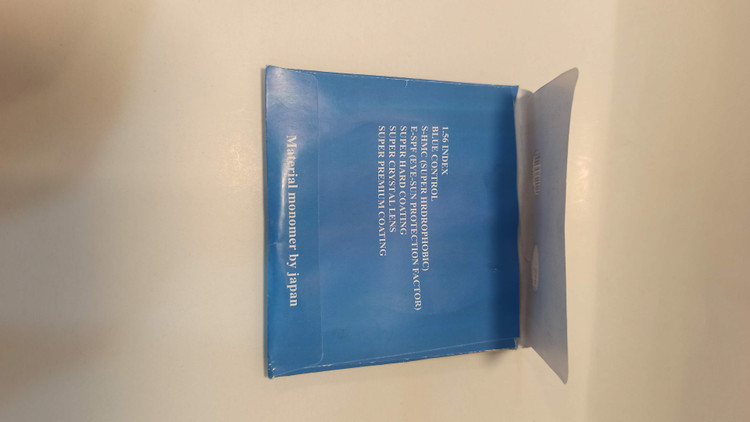 1.56 INDEX
BLUE CONTROL
S-HMC (SUPER HRDROPHOBIC)
E-SPF (EYE-SUN PROTECTION FACTOR)
SUPER HARD COATING
SUPER CRYSTAL LENS
SUPER PREMIUM COATING
Material monomer by japan